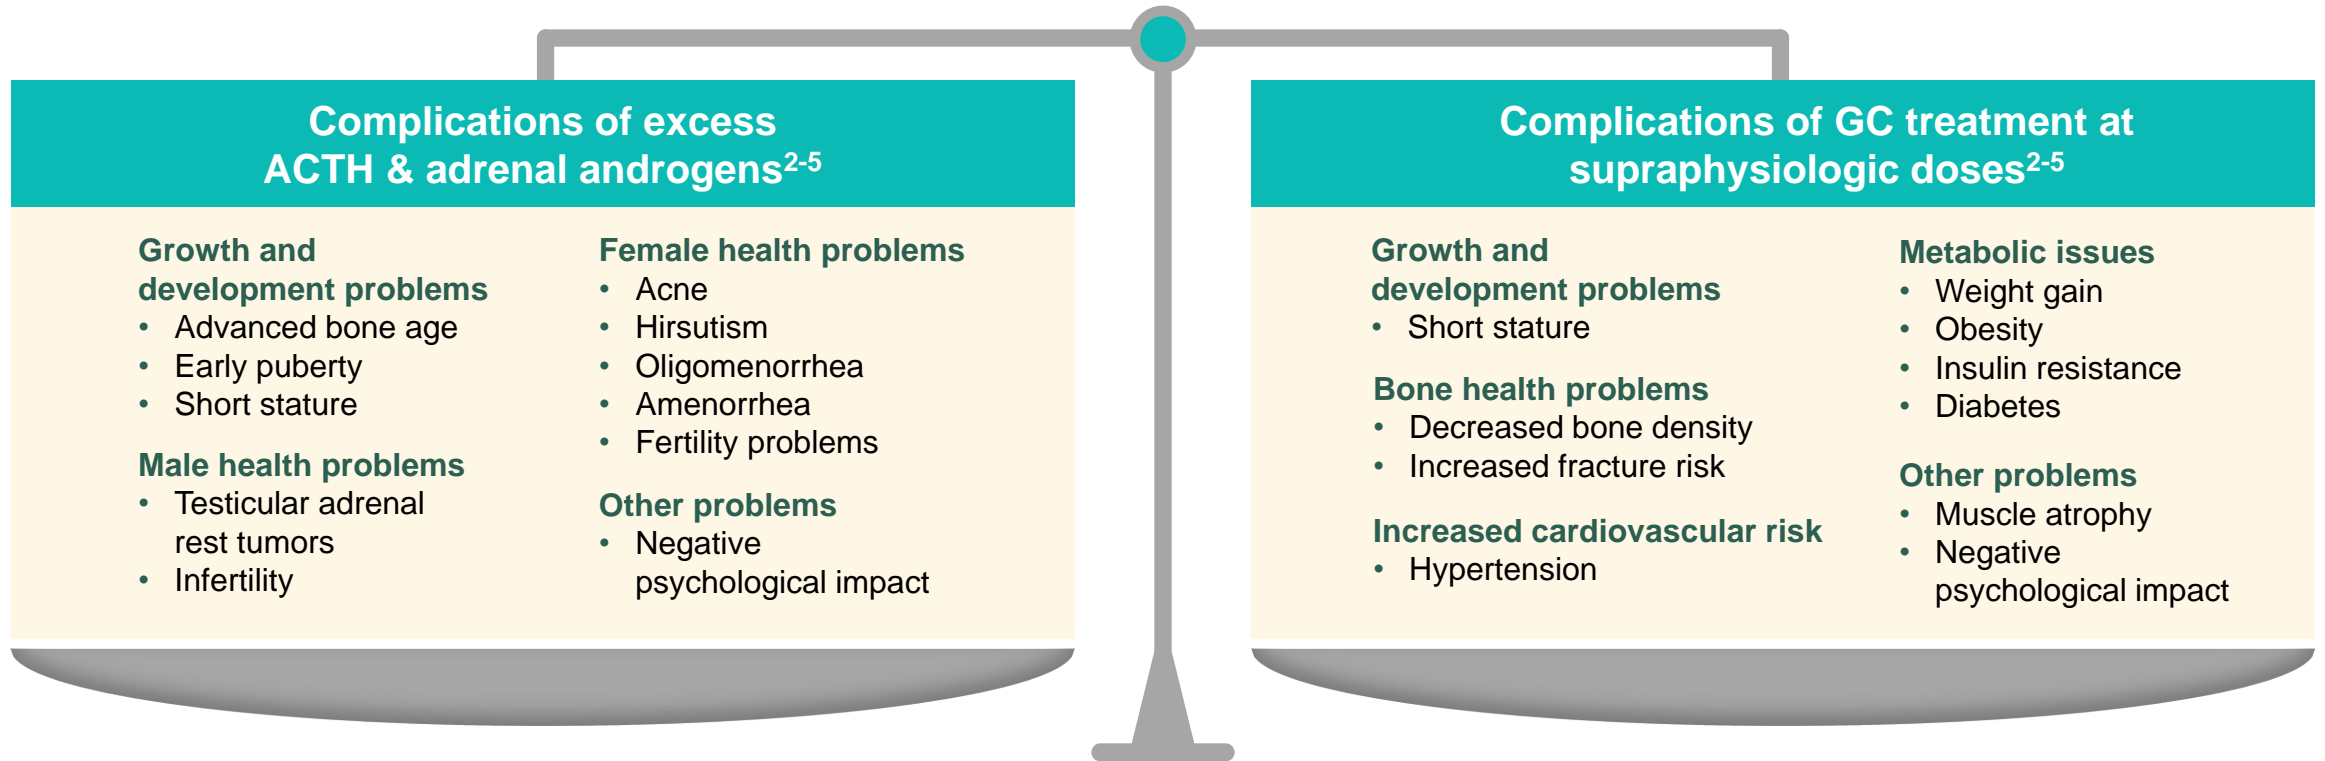 Complications of excess
ACTH & adrenal androgens2-5
Growth and
development problems
• Advanced bone age
• Early puberty
• Short stature
Male health problems
• Testicular adrenal
rest tumors
• Infertility
Female health problems
• Acne
• Hirsutism
• Oligomenorrhea
• Amenorrhea
• Fertility problems
Other problems
• Negative
psychological impact
Complications of GC treatment at
supraphysiologic doses2-5
Growth and
development problems
• Short stature
Bone health problems
• Decreased bone density
• Increased fracture risk
Increased cardiovascular risk
• Hypertension
Metabolic issues
• Weight gain
• Obesity
• Insulin resistance
• Diabetes
Other problems
• Muscle atrophy
• Negative
psychological impact